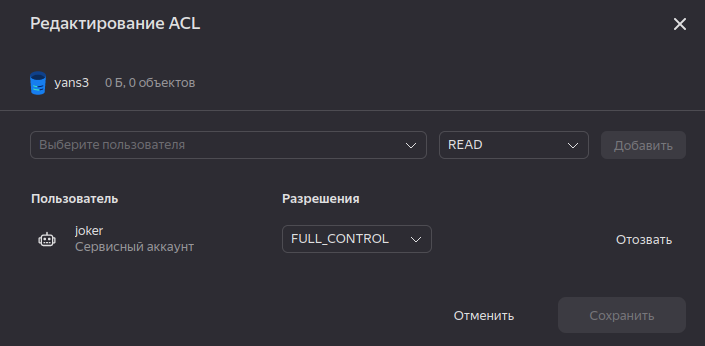 Редактирование ACL
yans3 0 Б, 0 объектов
Выберите пользователя READ Добавить
Пользователь Разрешения
joker
Сервисный аккаунт FULL_CONTROL Отозвать
Отменить Сохранить